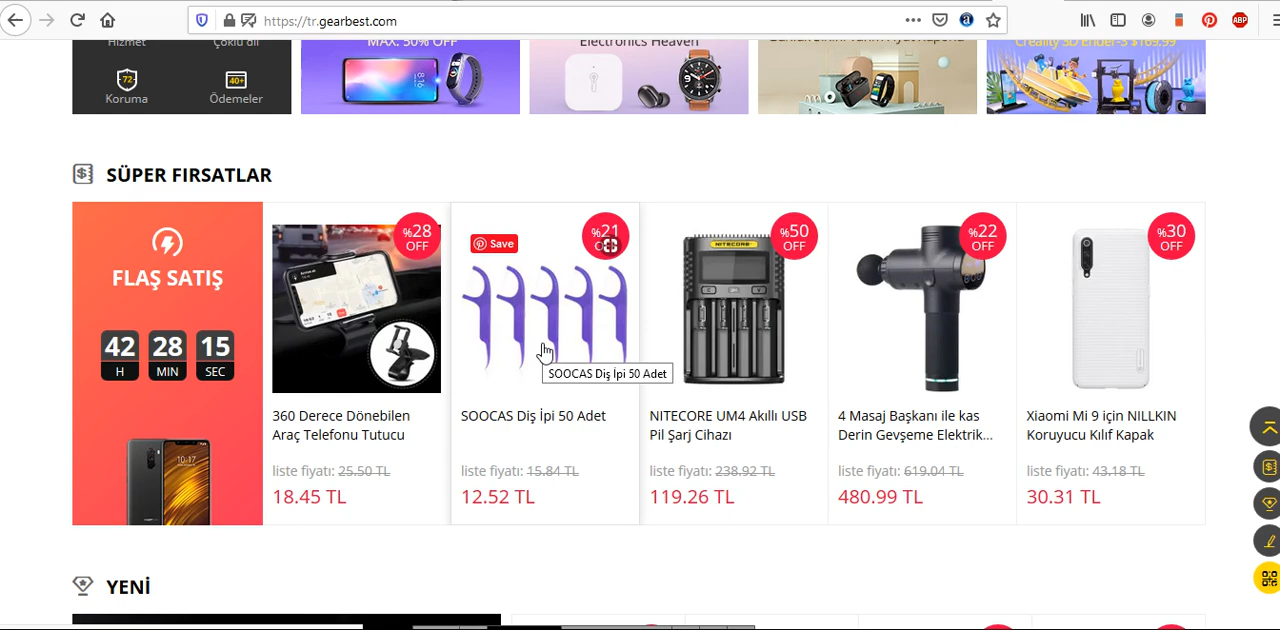 https://tr.gearbest.com
ABP
Hizmet
Çoklu dil
72
40+
Koruma
Ödemeler
MAX. 50% OFF
8:16
Electronics Heaven
Creality 3D Ender-3 $169.99
SÜPER FIRSATLAR
FLAŞ SATIŞ
42
28
15
H
MIN
SEC
10:17
%28
OFF
360 Derece Dönebilen
Araç Telefonu Tutucu
liste fiyatı: 25.50 TL
18.45 TL
Save
%21
SOOCAS Diş İpi 50 Adet
SOOCAS Diş İpi 50 Adet
liste fiyatı: 15.84 TL
12.52 TL
%50
OFF
NITECORE
NITECORE UM4 Akıllı USB
Pil Şarj Cihazı
liste fiyatı: 238.92 TL
119.26 TL
%22
OFF
4 Masaj Başkanı ile kas
Derin Gevşeme Elektrik...
liste fiyatı: 619.04 TL
480.99 TL
%30
OFF
Xiaomi Mi 9 için NILLKIN
Koruyucu Kılıf Kapak
liste fiyatı: 43.18 TL
30.31 TL
YENİ